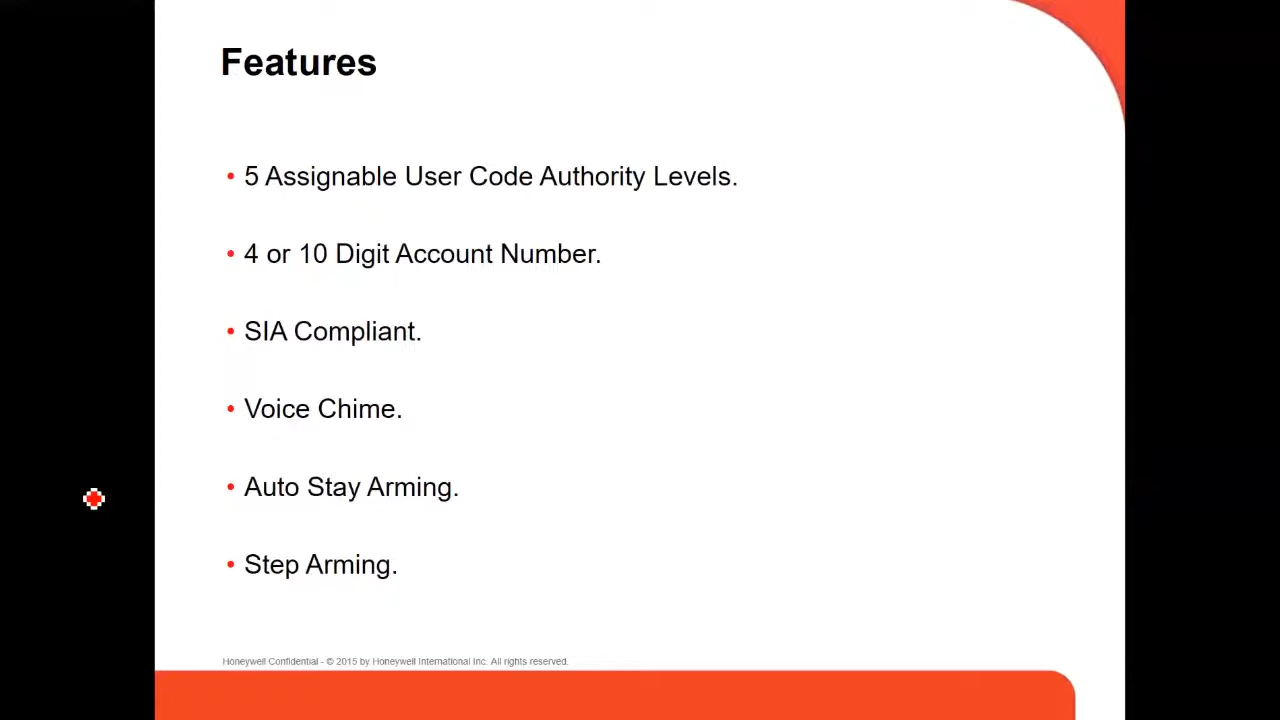 Features
• 5 Assignable User Code Authority Levels.
• 4 or 10 Digit Account Number.
• SIA Compliant.
• Voice Chime.
• Auto Stay Arming.
• Step Arming.
Honeywell Confidential - © 2015 by Honeywell International Inc. All rights reserved.